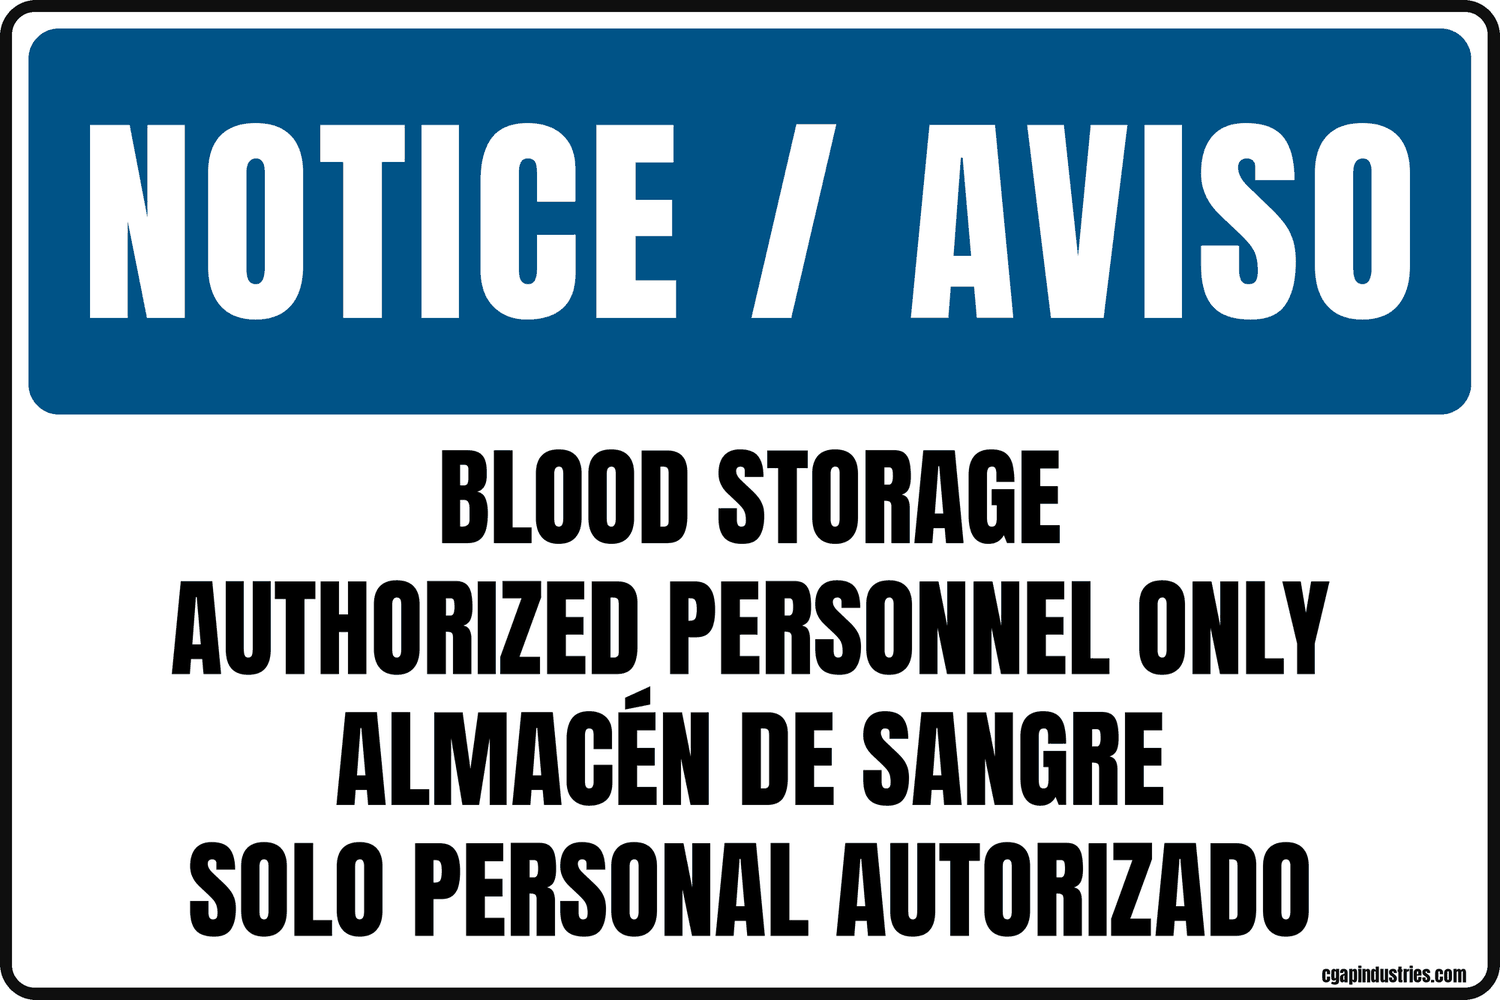 NOTICE / AVISO
BLOOD STORAGE
AUTHORIZED PERSONNEL ONLY
ALMACÉN DE SANGRE
SOLO PERSONAL AUTORIZADO
cgapindustries.com